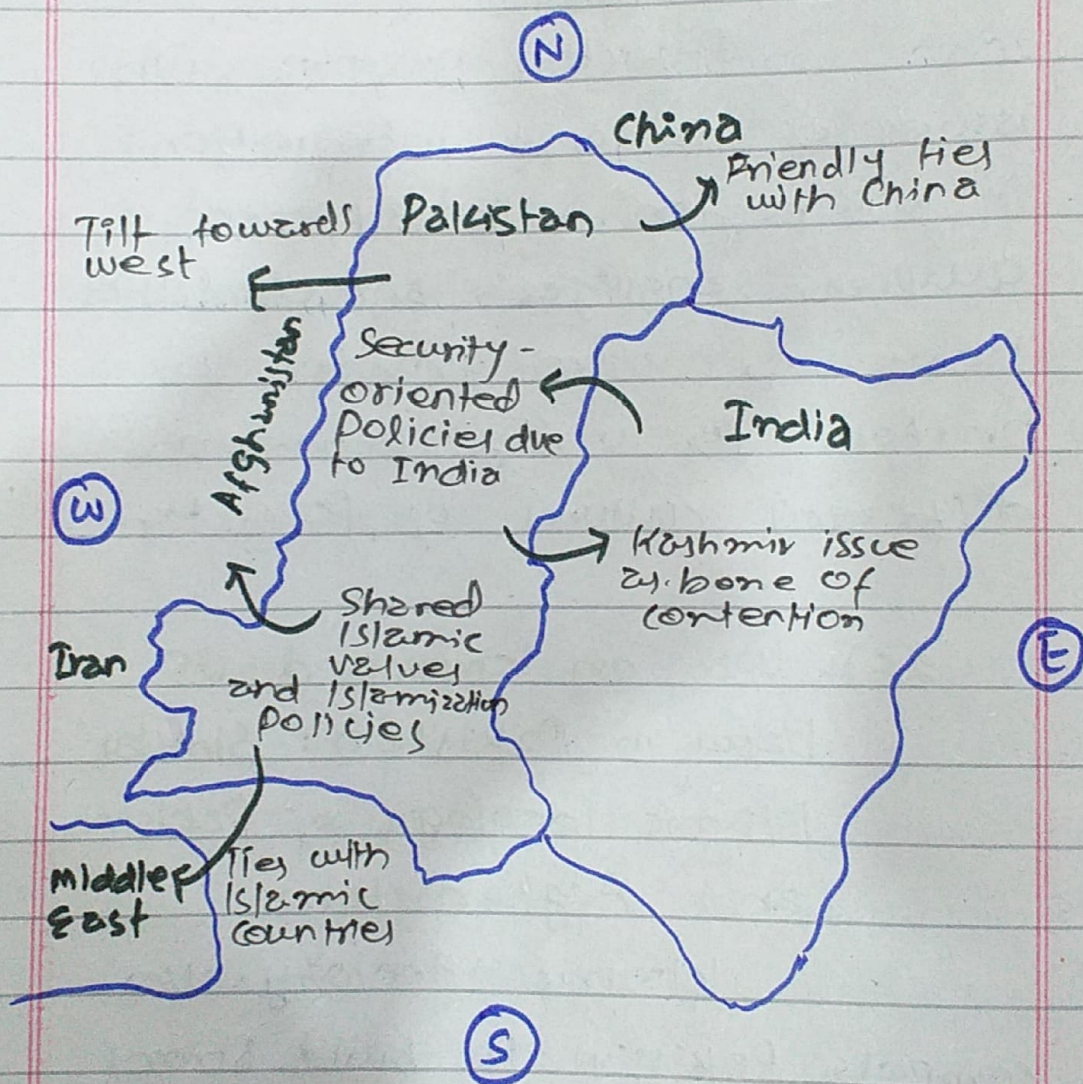 N
China
Friendly ties
with China
Tilt towards
west
Pakistan
Afghanistan
Security-
oriented
Policies due
to India
India
W
Kashmir issue
as bone of
contention
E
Iran
Shared
Islamic
values
and Islamization
policies
Middle
East
Ties with
Islamic
countries
S